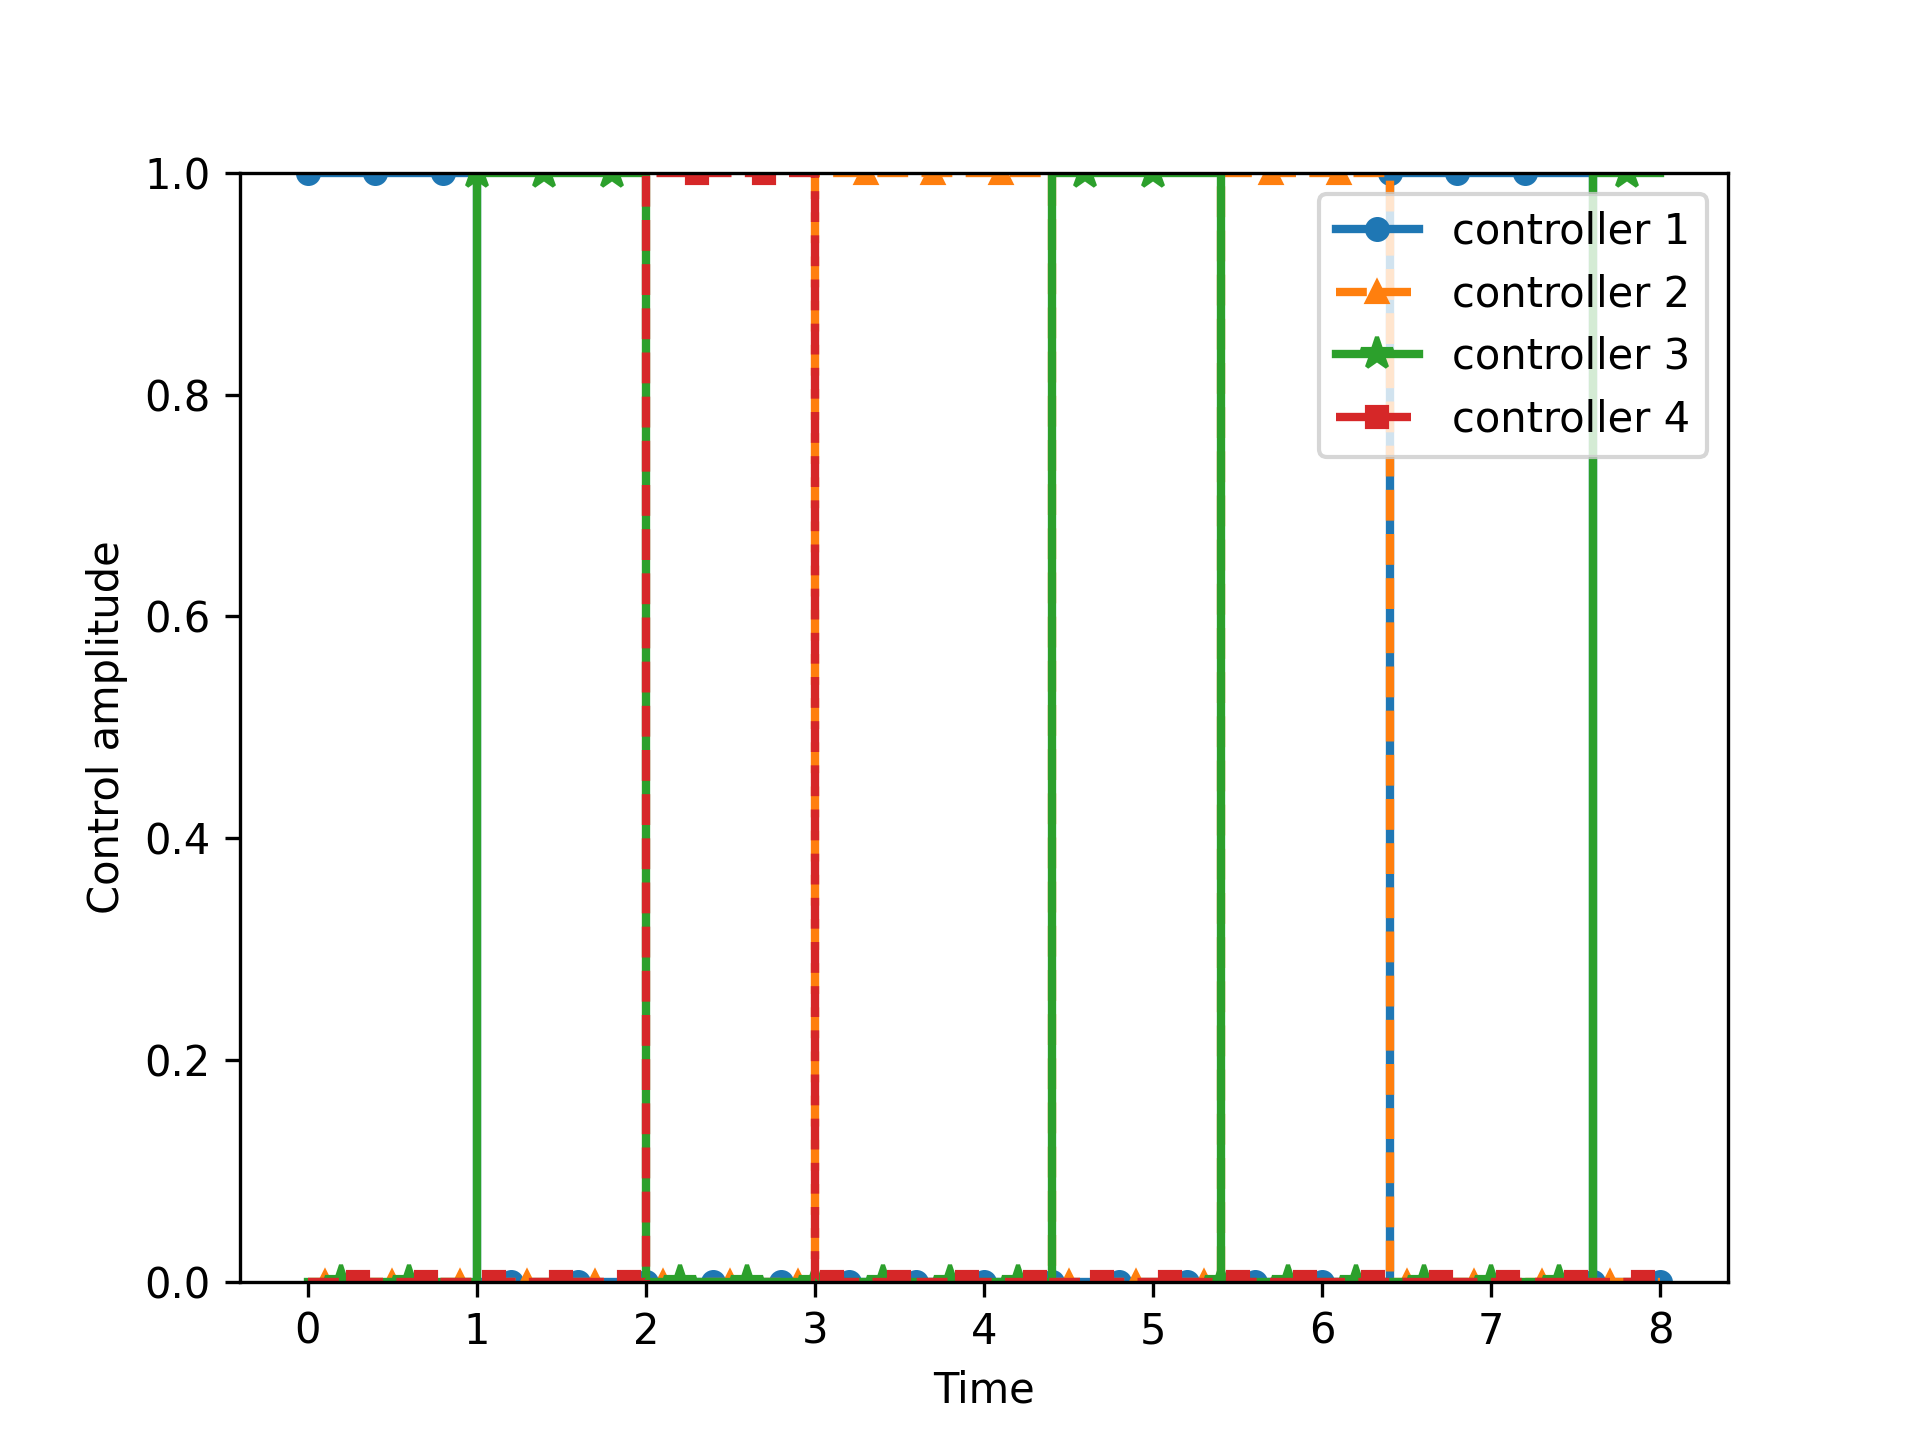 1.0
0.8
0.6
0.4
0.2
0.0
Control amplitude
controller 1
controller 2
controller 3
controller 4
0 1 2 3 4 5 6 7 8
Time